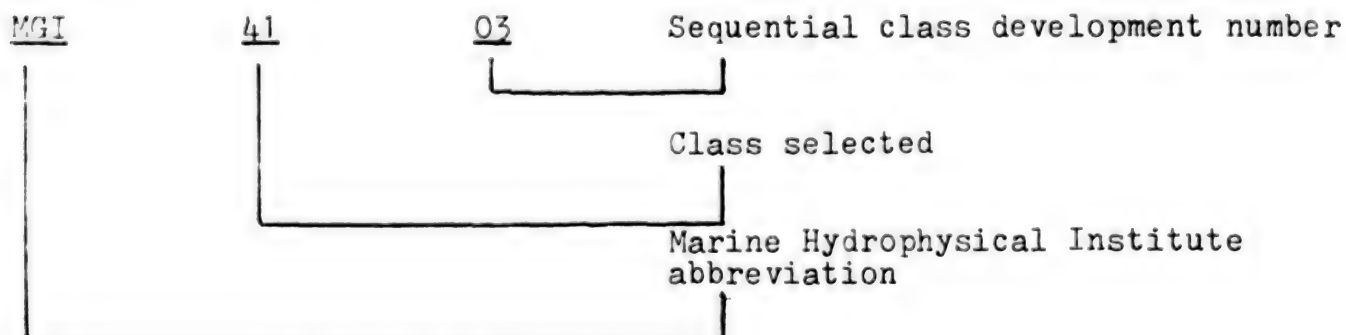 MGI 41 03 Sequential class development number
Class selected
Marine Hydrophysical Institute
abbreviation